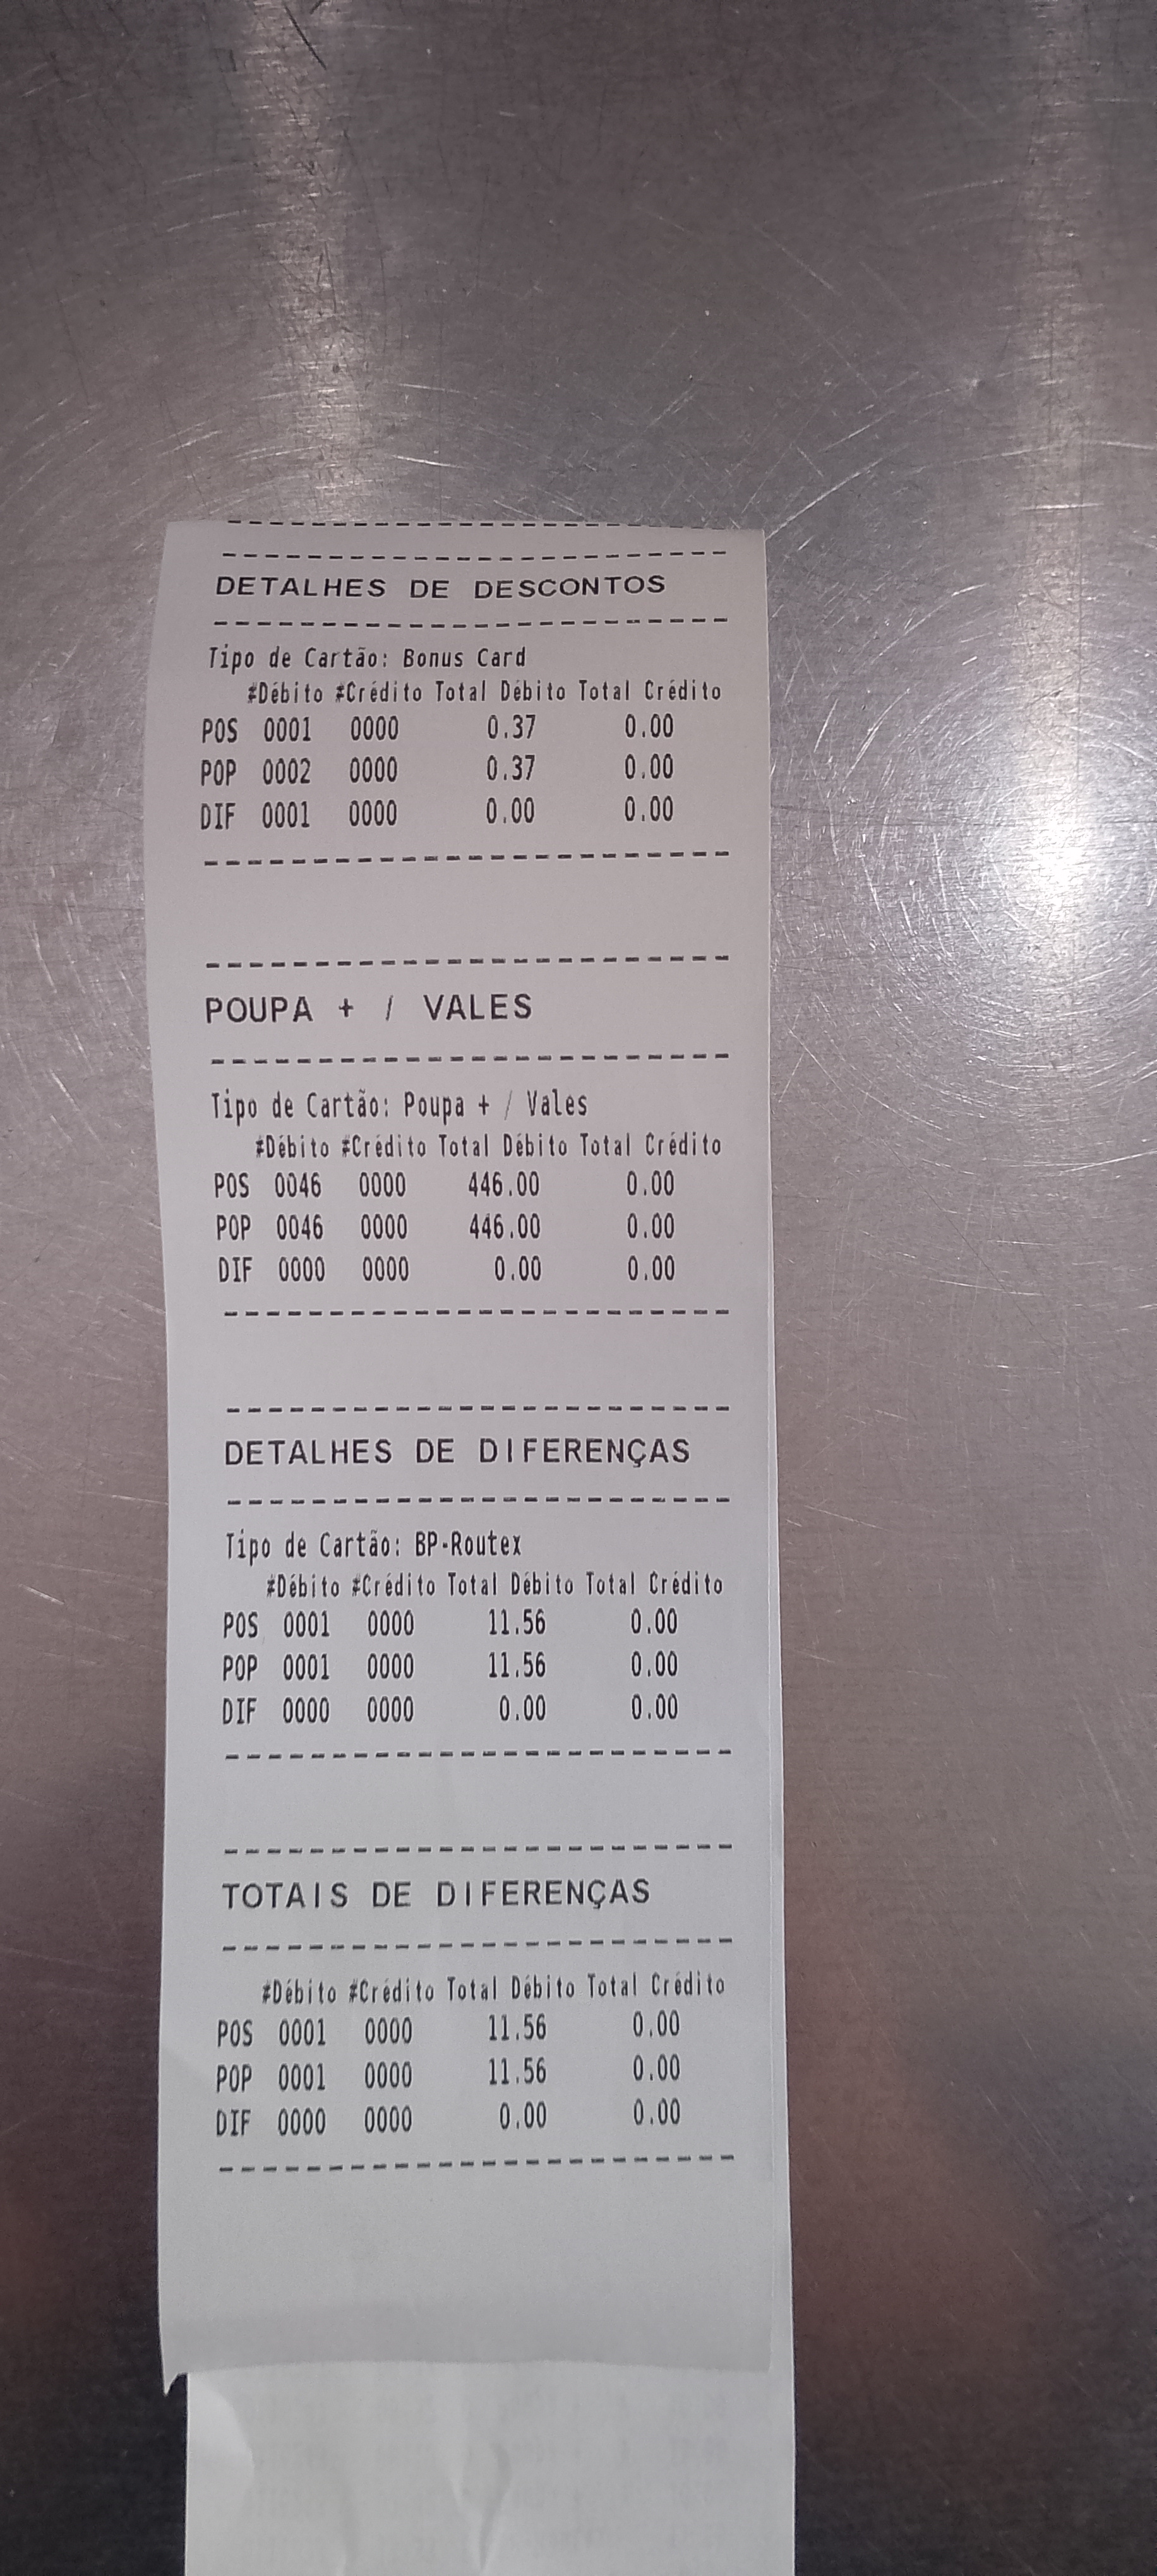 DETALHES DE DESCONTOS
Tipo de Cartão: Bonus Card
#Débito #Crédito Total Débito Total Crédito
POS 0001 0000 0.37 0.00
POP 0002 0000 0.37 0.00
DIF 0001 0000 0.00 0.00
POUPA + / VALES
Tipo de Cartão: Poupa + / Vales
#Débito #Crédito Total Débito Total Crédito
POS 0046 0000 446.00 0.00
POP 0046 0000 446.00 0.00
DIF 0000 0000 0.00 0.00
DETALHES DE DIFERENÇAS
Tipo de Cartão: BP-Routex
#Débito #Crédito Total Débito Total Crédito
POS 0001 0000 11.56 0.00
POP 0001 0000 11.56 0.00
DIF 0000 0000 0.00 0.00
TOTAIS DE DIFERENÇAS
#Débito #Crédito Total Débito Total Crédito
POS 0001 0000 11.56 0.00
POP 0001 0000 11.56 0.00
DIF 0000 0000 0.00 0.00